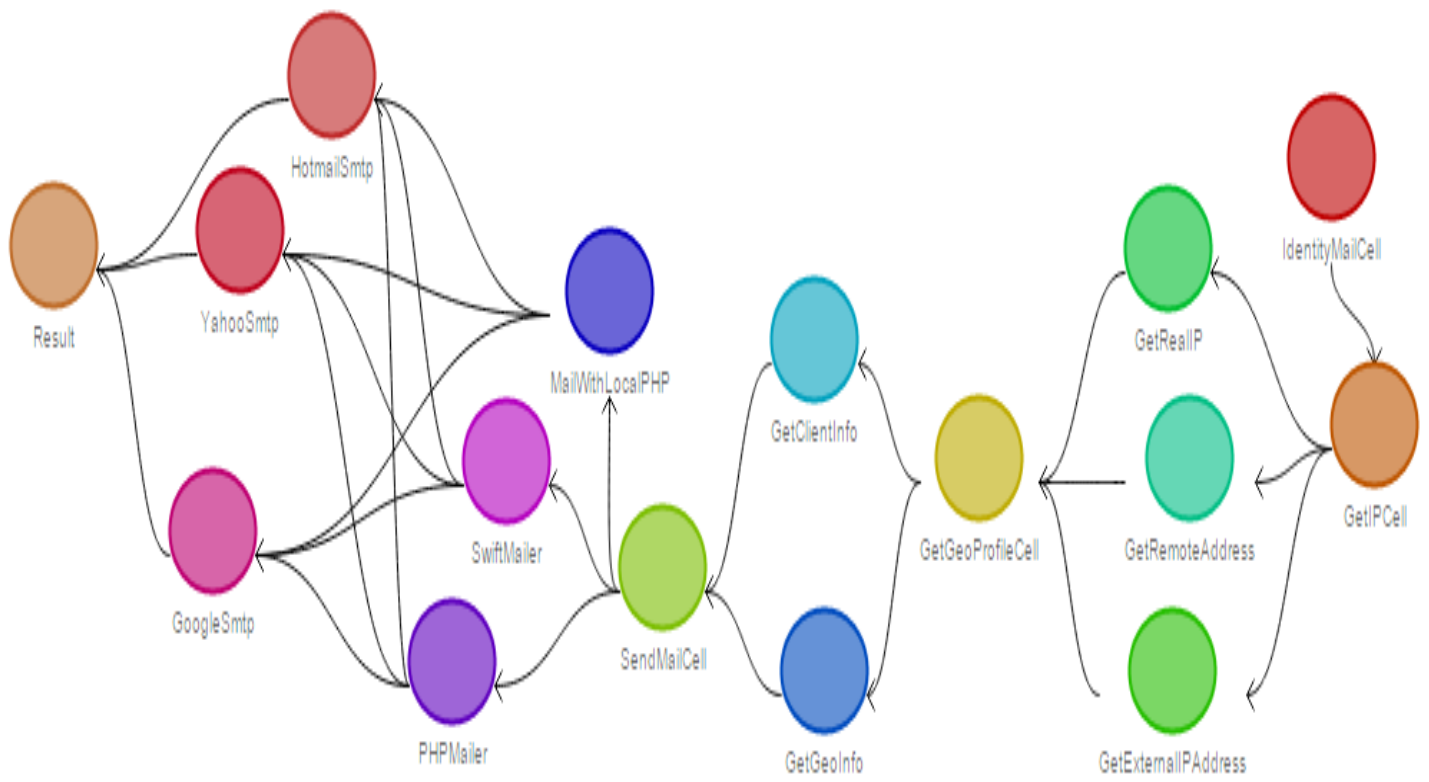 HotmailSmtp
IdentityMailCell
Result
YahooSmtp
GetRealIP
MailWithLocalPHP
GetClientInfo
GetIPCell
SwiftMailer
GetGeoProfileCell
GetRemoteAddress
GoogleSmtp
SendMailCell
PHPMailer
GetGeoInfo
GetExternalIPAddress